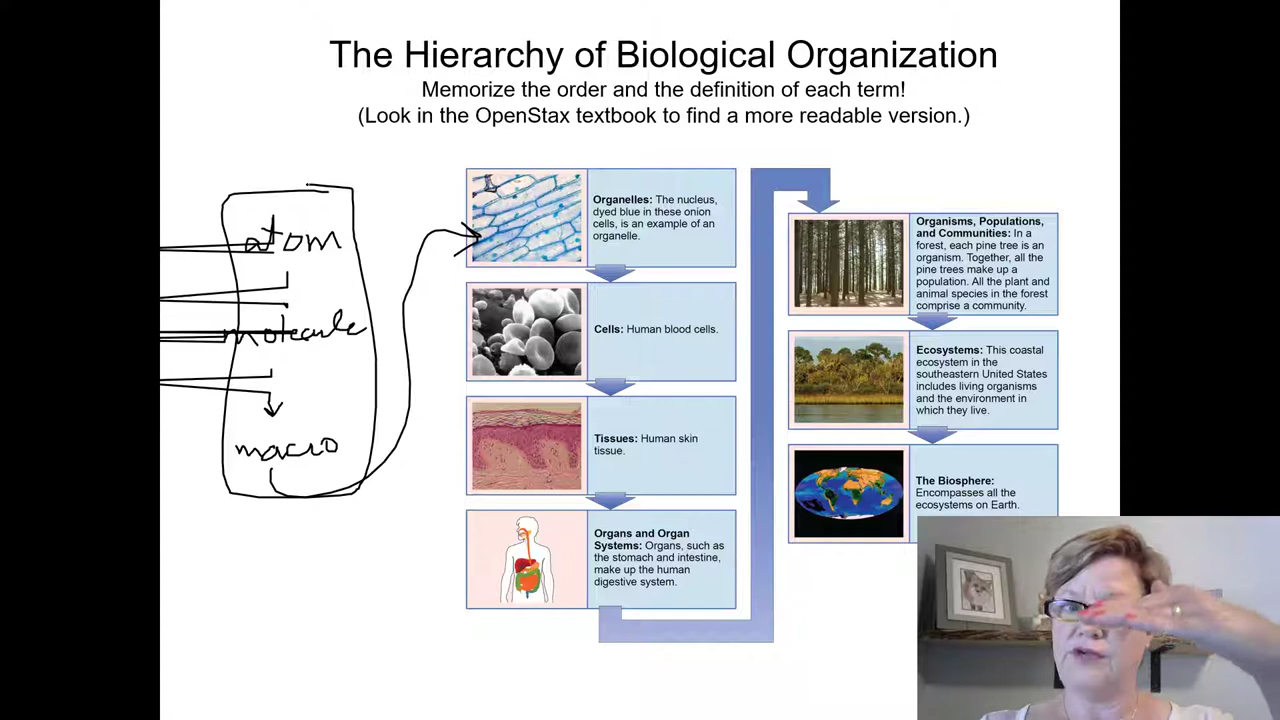 The Hierarchy of Biological Organization
Memorize the order and the definition of each term!
(Look in the OpenStax textbook to find a more readable version.)
atom
molecule
macro
Organelles: The nucleus,
dyed blue in these onion
cells, is an example of an
organelle.
Cells: Human blood cells.
Tissues: Human skin
tissue.
Organs and Organ
Systems: Organs, such as
the stomach and intestine,
make up the human
digestive system.
Organisms, Populations,
and Communities: In a
forest, each pine tree is an
organism. Together, all the
pine trees make up a
population. All the plant and
animal species in the forest
comprise a community.
Ecosystems: This coastal
ecosystem in the
southeastern United States
includes living organisms
and the environment in
which they live.
The Biosphere:
Encompasses all the
ecosystems on Earth.